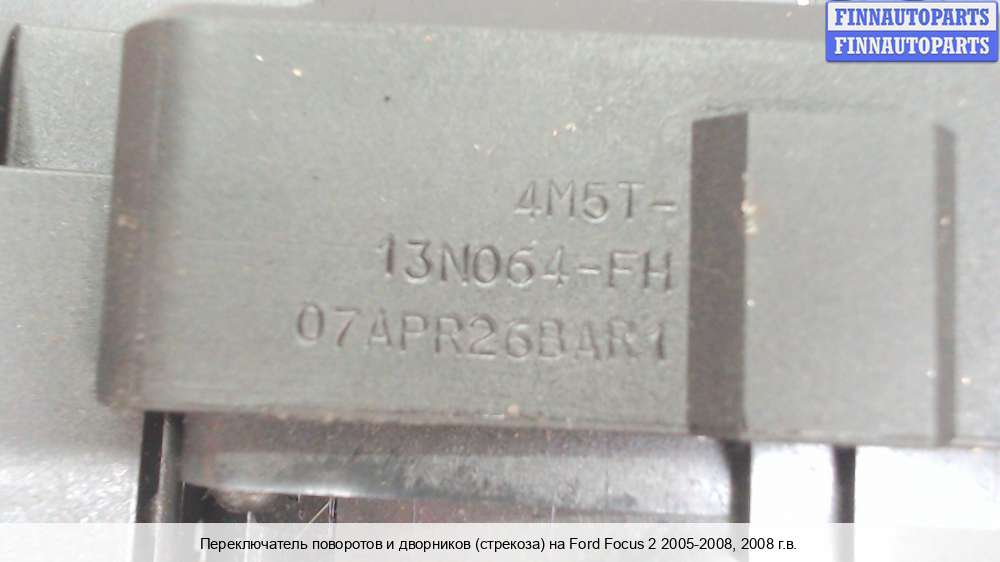 FINNAUTOPARTS
FINNAUTOPARTS
4M5T-
13N064-FH
07APR26BAR1
Переключатель поворотов и дворников (стрекоза) на Ford Focus 2 2005-2008, 2008 г.в.